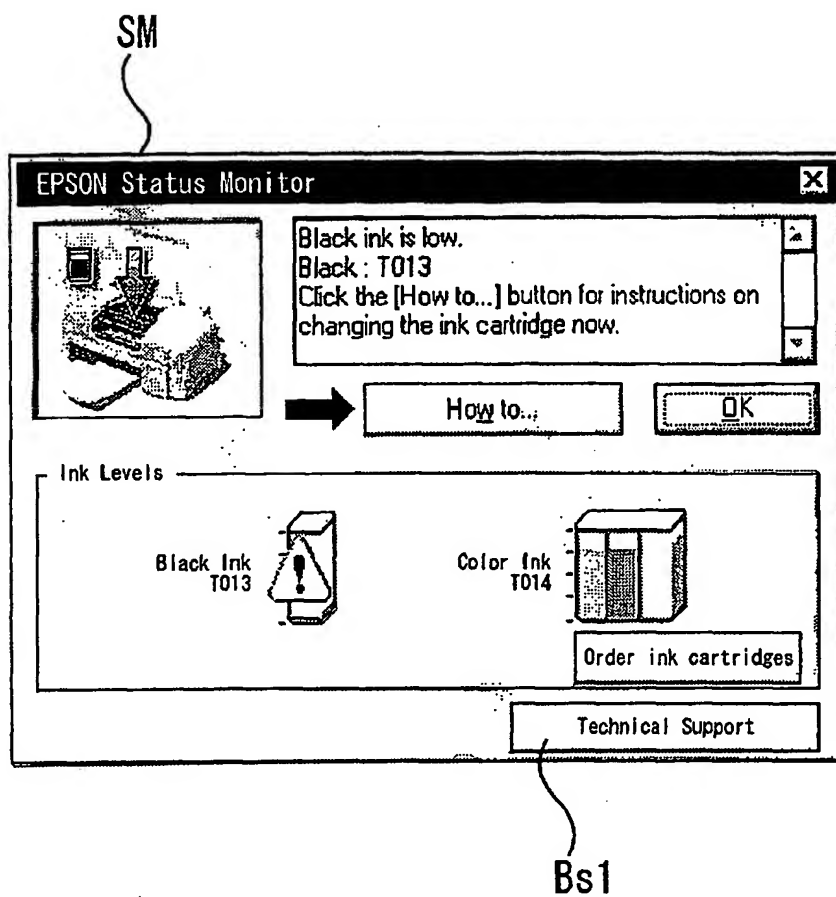 SM
EPSON Status Monitor
Black ink is low.
Black : T013
Click the [How to...] button for instructions on
changing the ink cartridge now.
How to...
OK
Ink Levels
Black Ink
T013
Color Ink
T014
Order ink cartridges
Technical Support
Bs1